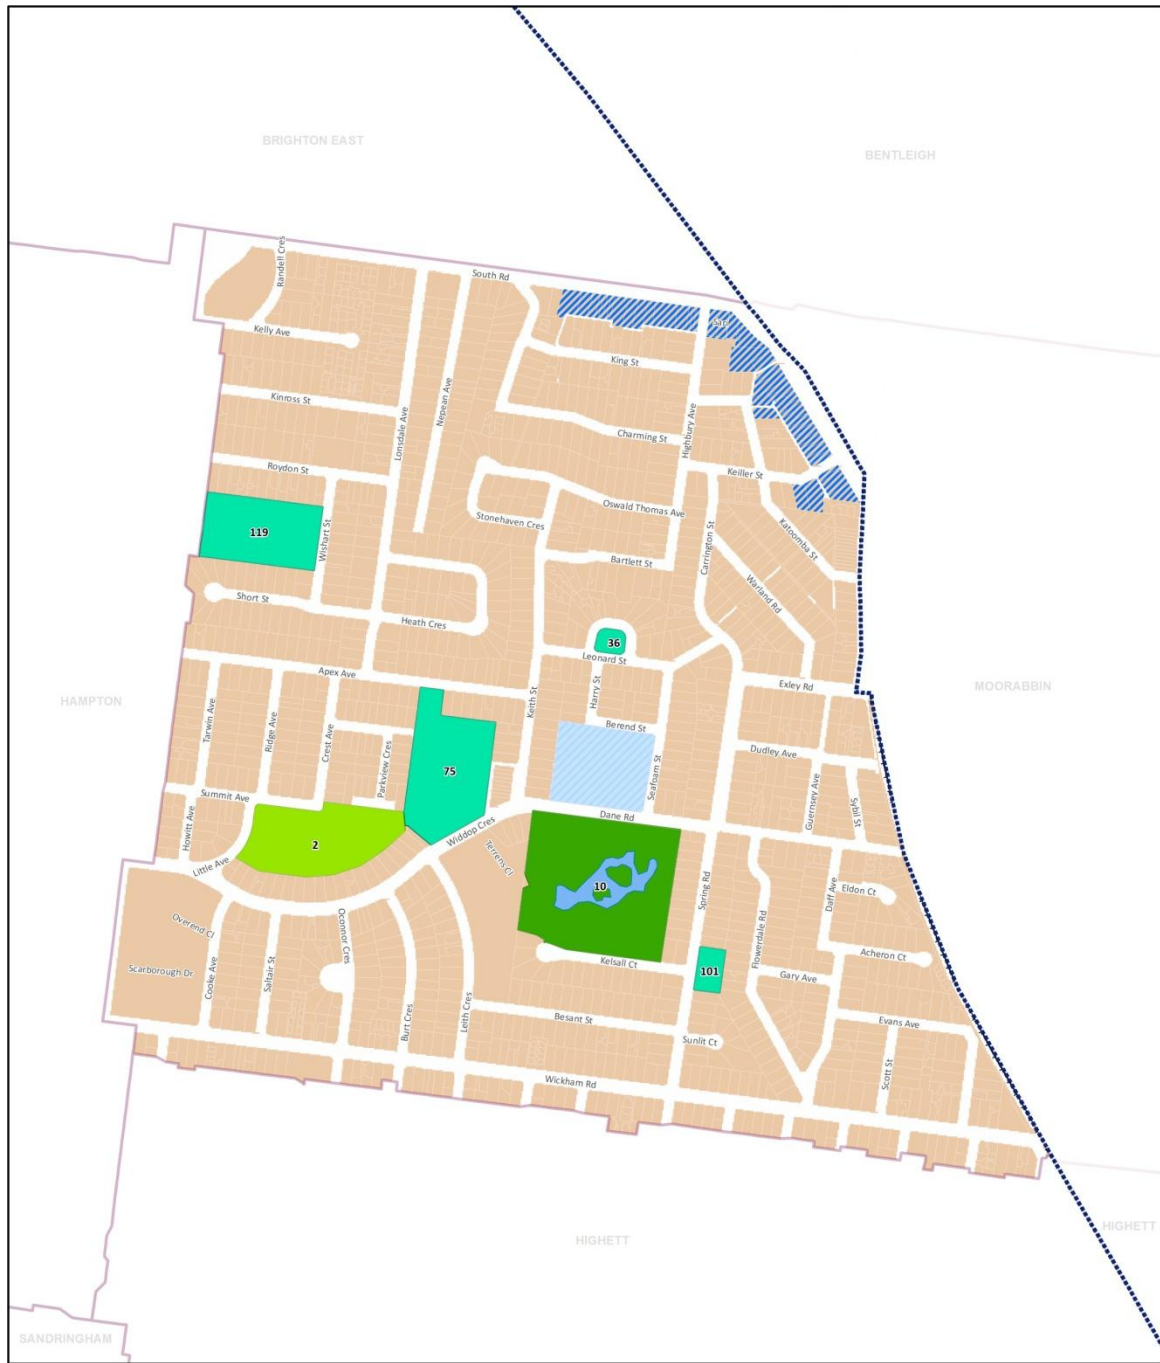 BRIGHTON EAST
BENTLEIGH
Randell Cres
South Rd
Kelly Ave
King St
Kinross St
Nepean Ave
Lonsdale Ave
Highbury Ave
Charming St
Roydon St
Keiller St
Oswald Thomas Ave
Stonehaven Cres
119
Wishart St
Carrington St
Katoomba St
Bartlett St
Warland Rd
Short St
Heath Cres
36
Leonard St
Apex Ave
Exley Rd
MOORABBIN
HAMPTON
Tarwin Ave
Ridge Ave
Crest Ave
Keith St
Harry St
Berend St
Parkview Cres
75
Dudley Ave
Seafoam St
Guernsey Ave
Sybil St
Summit Ave
Howitt Ave
Dane Rd
Widdop Cres
2
Little Ave
Terrens Cl
10
Spring Rd
Daff Ave
Eldon Ct
Overend Cl
Oconnor Cres
Flowerdale Rd
Acheron Ct
Scarborough Dr
Cooke Ave
Saltair St
Kelsall Ct
101
Gary Ave
Burt Cres
Leith Cres
Besant St
Evans Ave
Sunlit Ct
Scott St
Wickham Rd
HIGHETT
HIGHETT
SANDRINGHAM